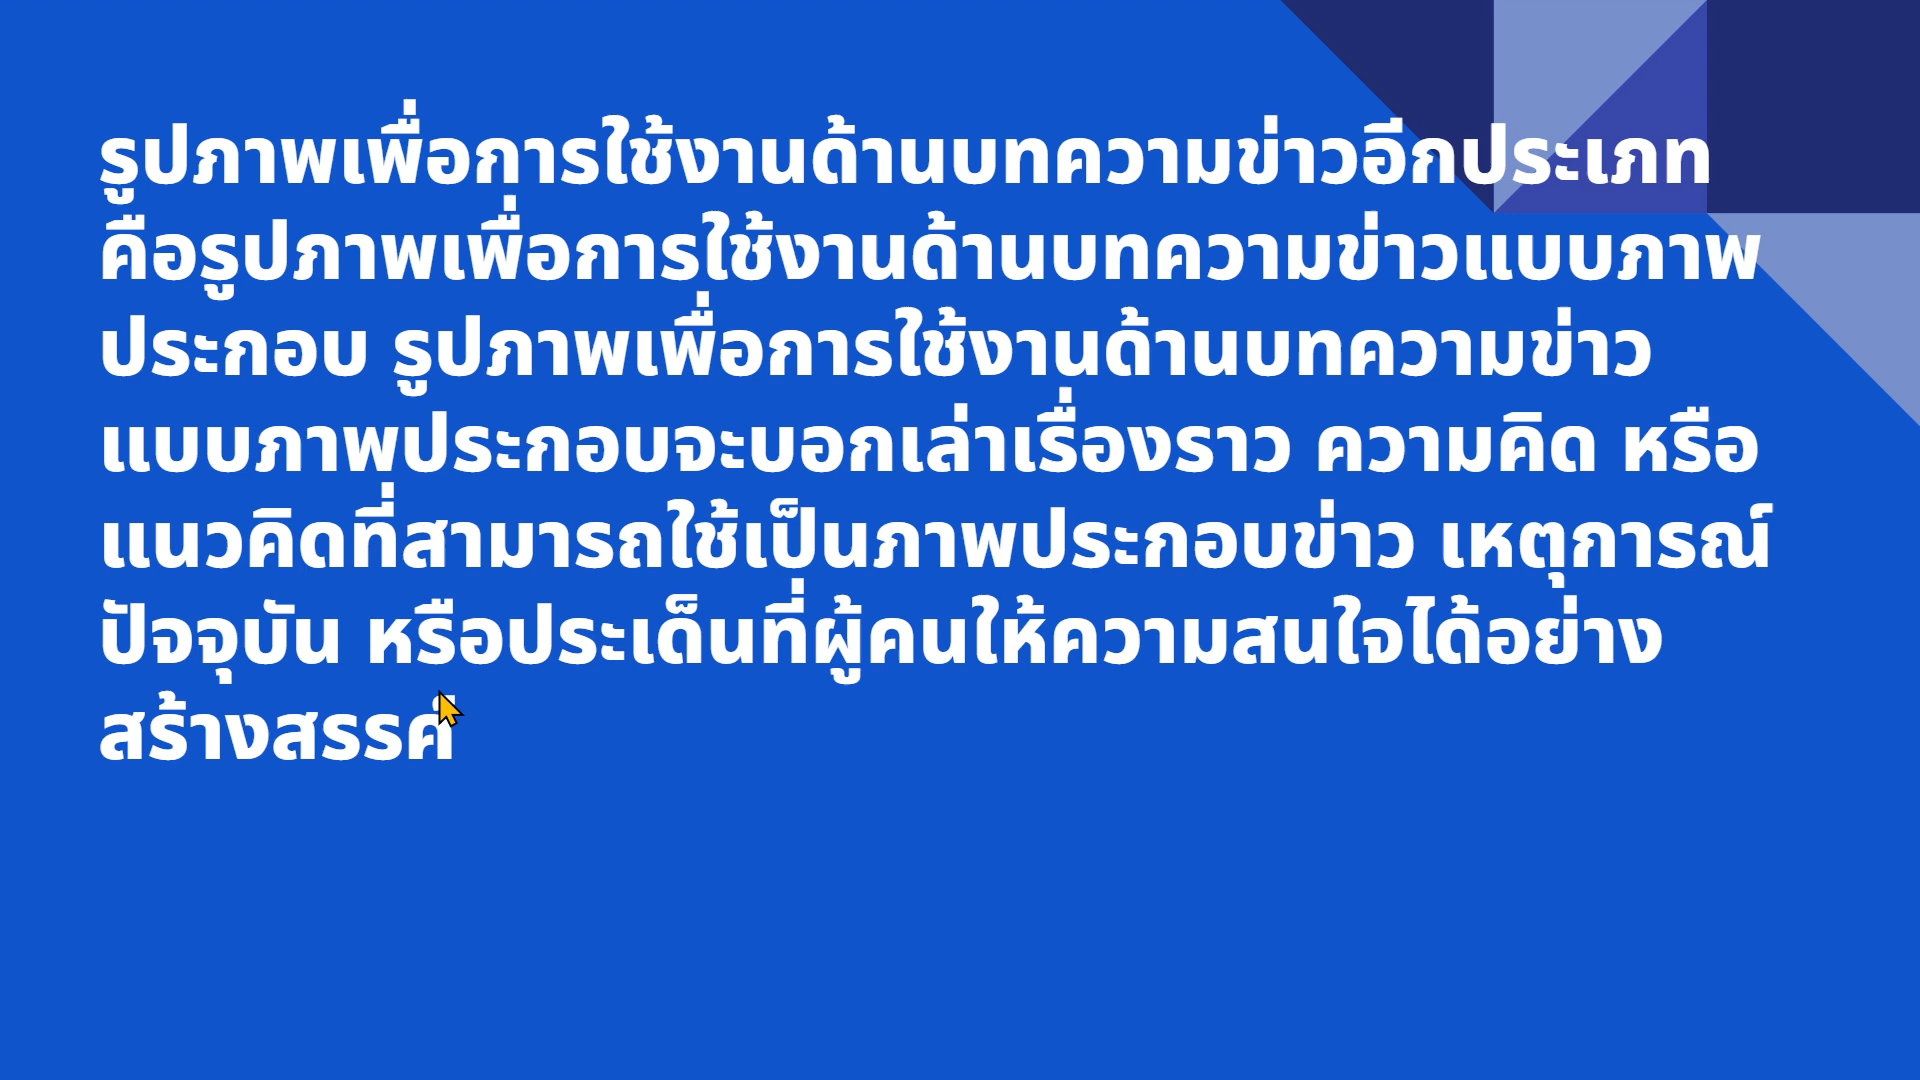 รูปภาพเพื่อการใช้งานด้านบทความข่าวอีกประเภท
คือรูปภาพเพื่อการใช้งานด้านบทความข่าวแบบภาพ
ประกอบ รูปภาพเพื่อการใช้งานด้านบทความข่าว
แบบภาพประกอบจะบอกเล่าเรื่องราว ความคิด หรือ
แนวคิดที่สามารถใช้เป็นภาพประกอบข่าว เหตุการณ์
ปัจจุบัน หรือประเด็นที่ผู้คนให้ความสนใจได้อย่าง
สร้างสรรค์